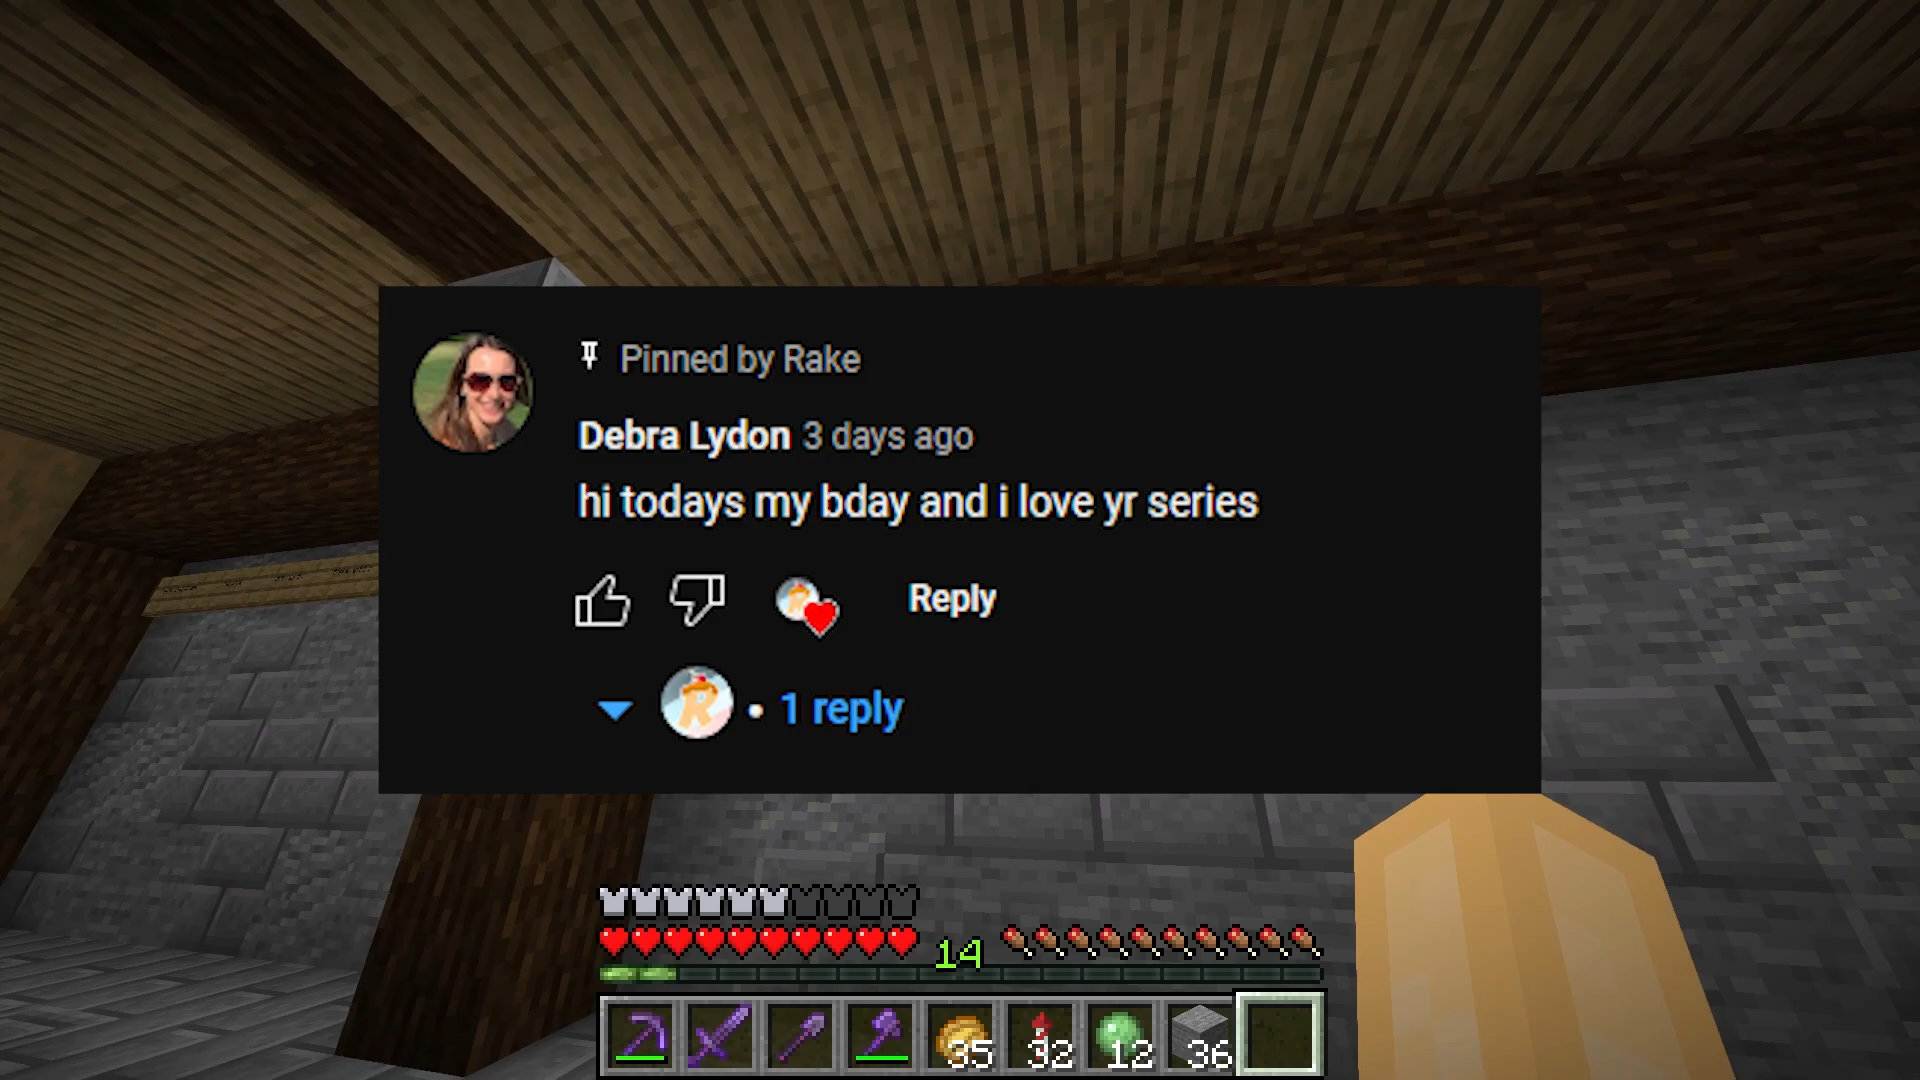 Pinned by Rake
Debra Lydon 3 days ago
hi todays my bday and i love yr series
Reply
R • 1 reply
14
35 32 12 36